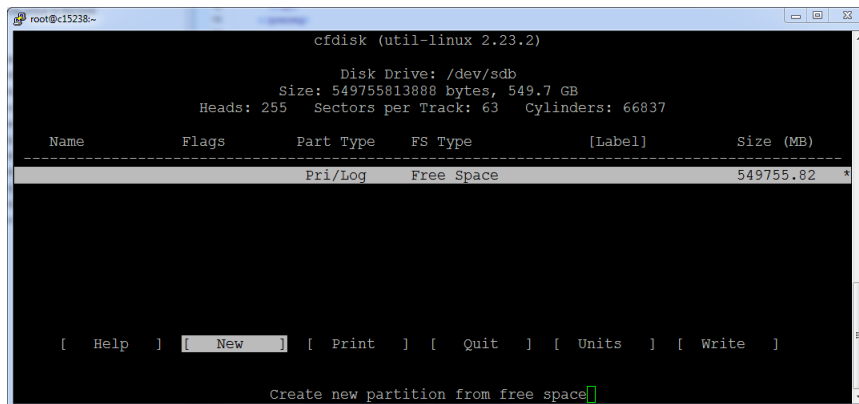 root@c15238:~
cfdisk (util-linux 2.23.2)
Disk Drive: /dev/sdb
Size: 549755813888 bytes, 549.7 GB
Heads: 255 Sectors per Track: 63 Cylinders: 66837
Name Flags Part Type FS Type [Label] Size (MB)
Pri/Log Free Space 549755.82 *
[ Help ] [ New ] [ Print ] [ Quit ] [ Units ] [ Write ]
Create new partition from free space